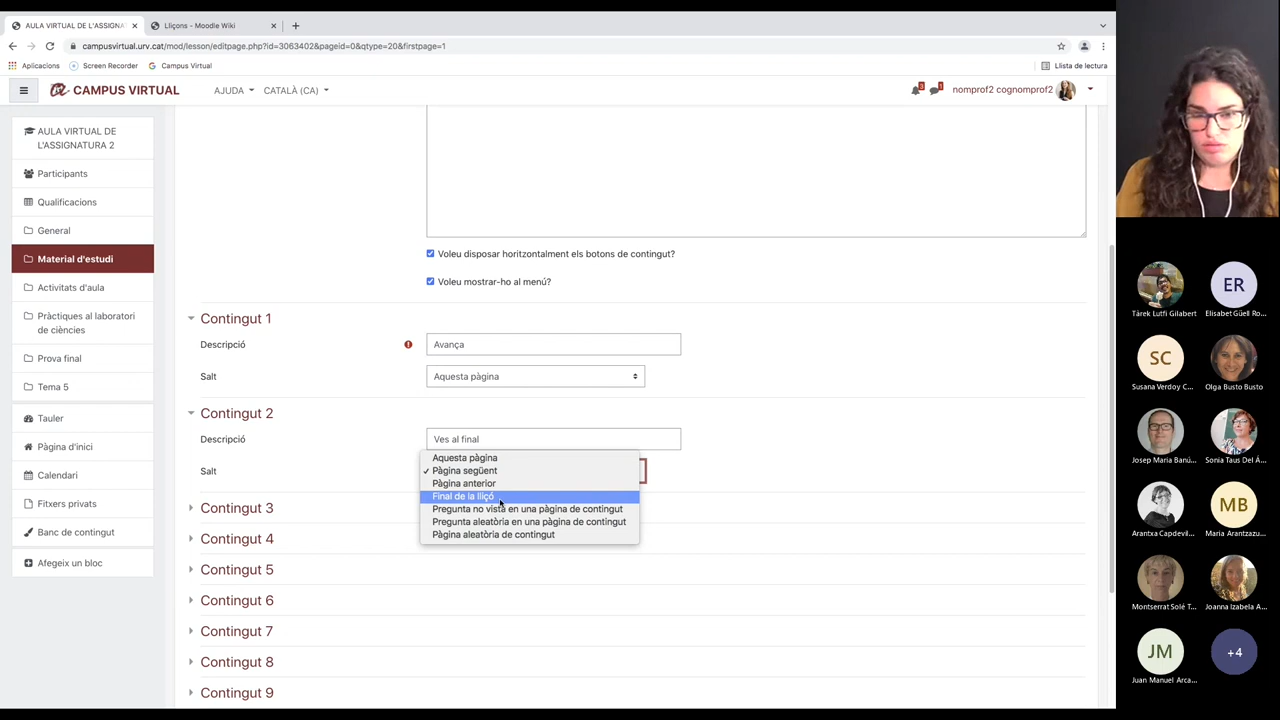 AULA VIRTUAL DE L'ASSIGNAT
Lliçons - Moodle Wiki
campusvirtual.urv.cat/mod/lesson/editpage.php?id=3063402&pageid=0&qtype=20&firstpage=1
Aplicacions
Screen Recorder
Campus Virtual
Llista de lectura
CAMPUS VIRTUAL
AJUDA
CATALÀ (CA)
3
1
nomprof2 cognomprof2
AULA VIRTUAL DE
L'ASSIGNATURA 2
Participants
Qualificacions
General
Material d'estudi
Activitats d'aula
Pràctiques al laboratori
de ciències
Prova final
Tema 5
Tauler
Pàgina d'inici
Calendari
Fitxers privats
Banc de contingut
Afegeix un bloc
Voleu disposar horitzontalment els botons de contingut?
Voleu mostrar-ho al menú?
Contingut 1
Descripció
Avança
Salt
Aquesta pàgina
Contingut 2
Descripció
Ves al final
Salt
Aquesta pàgina
✓ Pàgina següent
Pàgina anterior
Final de la lliçó
Pregunta no vista en una pàgina de contingut
Pregunta aleatòria en una pàgina de contingut
Pàgina aleatòria de contingut
Contingut 3
Contingut 4
Contingut 5
Contingut 6
Contingut 7
Contingut 8
Contingut 9
Tàrek Lutfi Gilabert
ER
Elisabet Güell Ro...
SC
Susana Verdoy C...
Olga Busto Busto
Josep Maria Banú...
Sonia Taus Del Á...
Arantxa Capdevil...
MB
Maria Arantzazu...
Montserrat Solé T...
Joanna Izabela A...
JM
Juan Manuel Arca...
+4